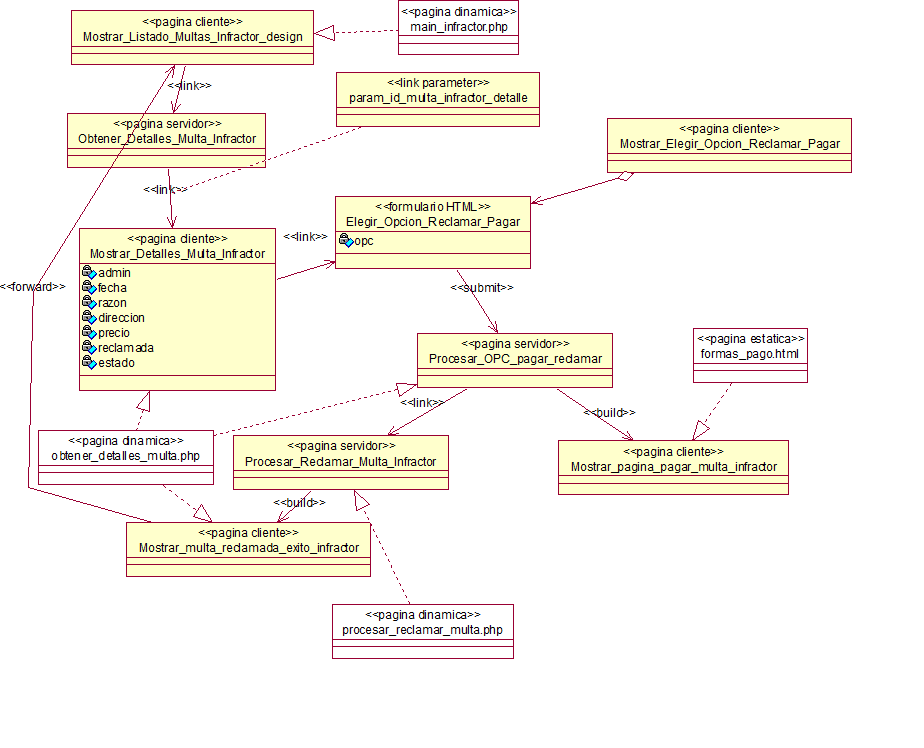 <<pagina cliente>>
Mostrar_Listado_Multas_Infractor_design
<<pagina dinamica>>
main_infractor.php
<<link>>
<<link parameter>>
param_id_multa_infractor_detalle
<<pagina servidor>>
Obtener_Detalles_Multa_Infractor
<<pagina cliente>>
Mostrar_Elegir_Opcion_Reclamar_Pagar
<<link>>
<<formulario HTML>>
Elegir_Opcion_Reclamar_Pagar
opc
<<pagina cliente>>
Mostrar_Detalles_Multa_Infractor
admin
fecha
razon
direccion
precio
reclamada
estado
<<link>>
<<forward>>
<<submit>>
<<pagina servidor>>
Procesar_OPC_pagar_reclamar
<<pagina estatica>>
formas_pago.html
<<link>>
<<build>>
<<pagina dinamica>>
obtener_detalles_multa.php
<<pagina servidor>>
Procesar_Reclamar_Multa_Infractor
<<pagina cliente>>
Mostrar_pagina_pagar_multa_infractor
<<build>>
<<pagina cliente>>
Mostrar_multa_reclamada_exito_infractor
<<pagina dinamica>>
procesar_reclamar_multa.php